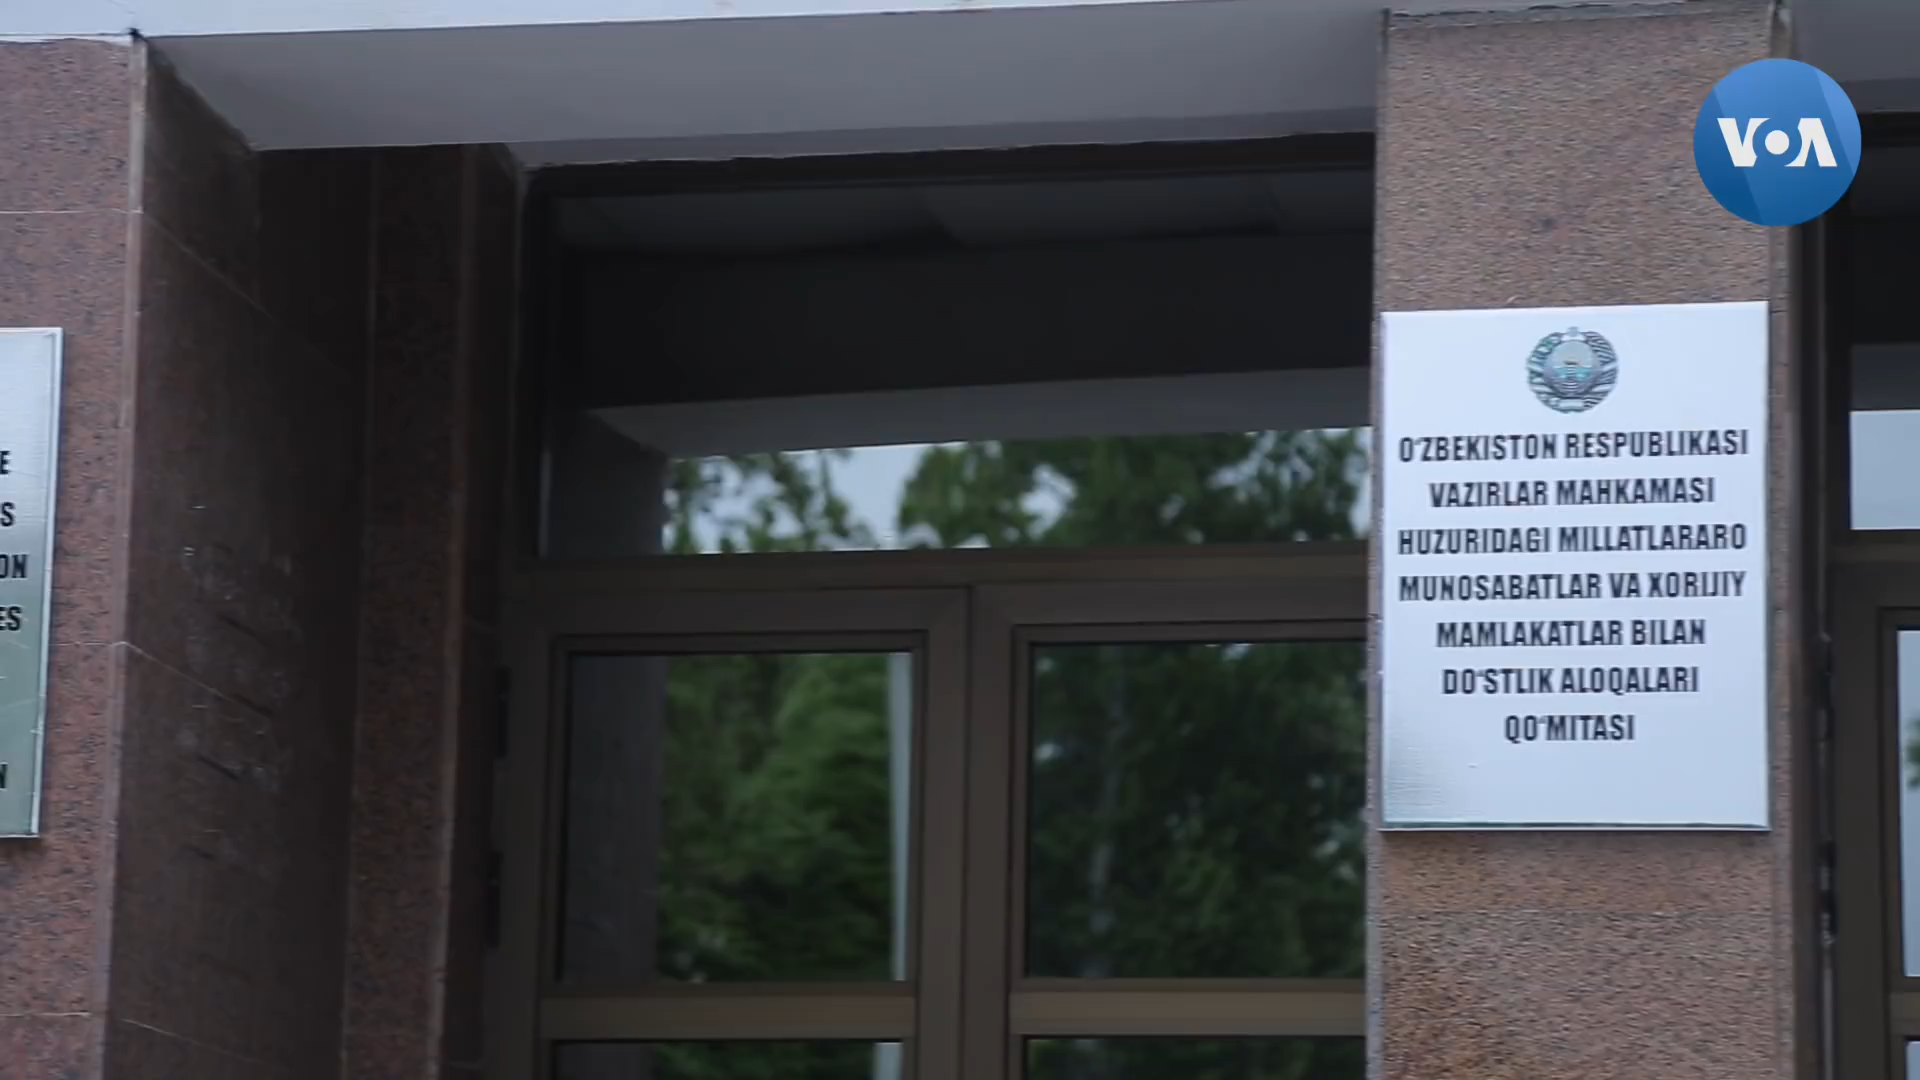 VOA
O'ZBEKISTON RESPUBLIKASI
VAZIRLAR MAHKAMASI
HUZURIDAGI MILLATLARARO
MUNOSABATLAR VA XORIJIY
MAMLAKATLAR BILAN
DO'STLIK ALOQALARI
QO'MITASI